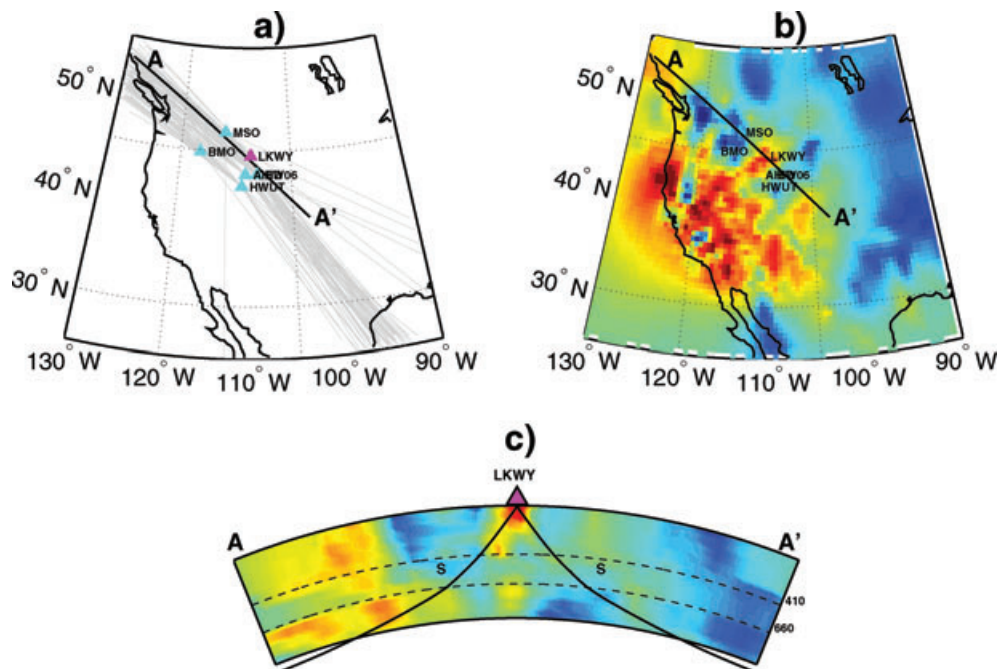 a)
b)
50° N
40° N
30° N
130° W
120° W
110° W
100° W
90° W
A
MSO
BMO
LKWY
HWUT
A'
50° N
40° N
30° N
130° W
120° W
110° W
100° W
90° W
A
MSO
BMO
LKWY
HWUT
A'
c)
LKWY
A
A'
S
S
410
660